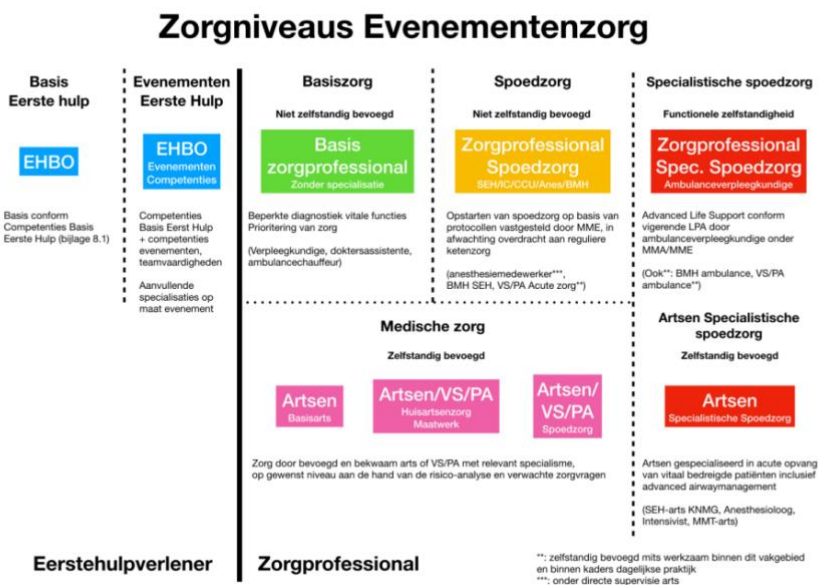 Zorgniveaus Evenementenzorg
Basis
Eerste hulp
EHBO
Basis conform
Competenties Basis
Eerste Hulp (bijlage 8.1)
Evenementen
Eerste Hulp
EHBO
Evenementen
Competenties
Competenties
Basis Eerst Hulp
+ competenties
evenementen,
teamvaardigheden
Aanvullende
specialisaties op
maat evenement
Basiszorg
Niet zelfstandig bevoegd
Basis
zorgprofessional
Zonder specialisatie
Beperkte diagnostiek vitale functies
Prioritering van zorg
(Verpleegkundige, doktersassistente,
ambulancechauffeur)
Spoedzorg
Niet zelfstandig bevoegd
Zorgprofessional
Spoedzorg
SEH/IC/CCU/Anes/BMH
Opstarten van spoedzorg op basis van
protocollen vastgesteld door MME, in
afwachting overdracht aan reguliere
ketenzorg
(anesthesiemedewerker***,
BMH SEH, VS/PA Acute zorg**)
Specialistische spoedzorg
Functionele zelfstandigheid
Zorgprofessional
Spec. Spoedzorg
Ambulanceverpleegkundige
Advanced Life Support conform
vigerende LPA door
ambulanceverpleegkundige onder
MMA/MME
(Ook**: BMH ambulance, VS/PA
ambulance**)
Medische zorg
Zelfstandig bevoegd
Artsen
Basisarts
Artsen/VS/PA
Huisartsenzorg
Maatwerk
Artsen/
VS/PA
Spoedzorg
Zorg door bevoegd en bekwaam arts of VS/PA met relevant specialisme,
op gewenst niveau aan de hand van de risico-analyse en verwachte zorgvragen
Artsen Specialistische
spoedzorg
Zelfstandig bevoegd
Artsen
Specialistische Spoedzorg
Artsen gespecialiseerd in acute opvang
van vitaal bedreigde patiënten inclusief
advanced airwaymanagement
(SEH-arts KNMG, Anesthesioloog,
Intensivist, MMT-arts)
Eerstehulpverlener
Zorgprofessional
**: zelfstandig bevoegd mits werkzaam binnen dit vakgebied
en binnen kaders dagelijkse praktijk
***: onder directe supervisie arts